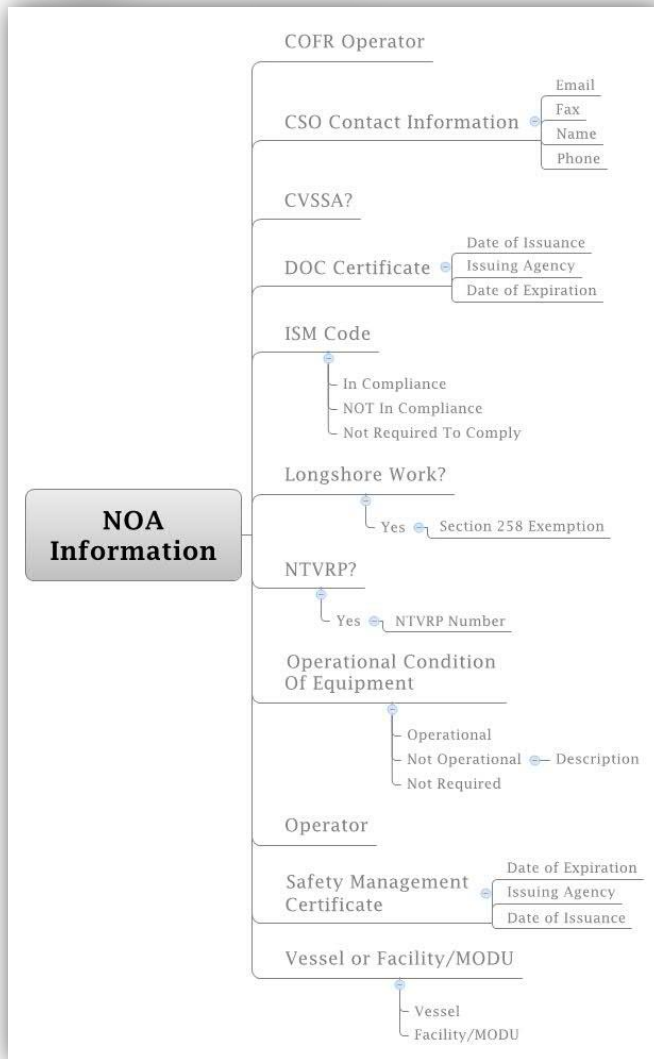 COFR Operator
CSO Contact Information
Email
Fax
Name
Phone
CVSSA?
DOC Certificate
Date of Issuance
Issuing Agency
Date of Expiration
ISM Code
In Compliance
NOT In Compliance
Not Required To Comply
Longshore Work?
Yes
Section 258 Exemption
NOA
Information
NTVRP?
Yes
NTVRP Number
Operational Condition
Of Equipment
Operational
Not Operational
Description
Not Required
Operator
Safety Management
Certificate
Date of Expiration
Issuing Agency
Date of Issuance
Vessel or Facility/MODU
Vessel
Facility/MODU